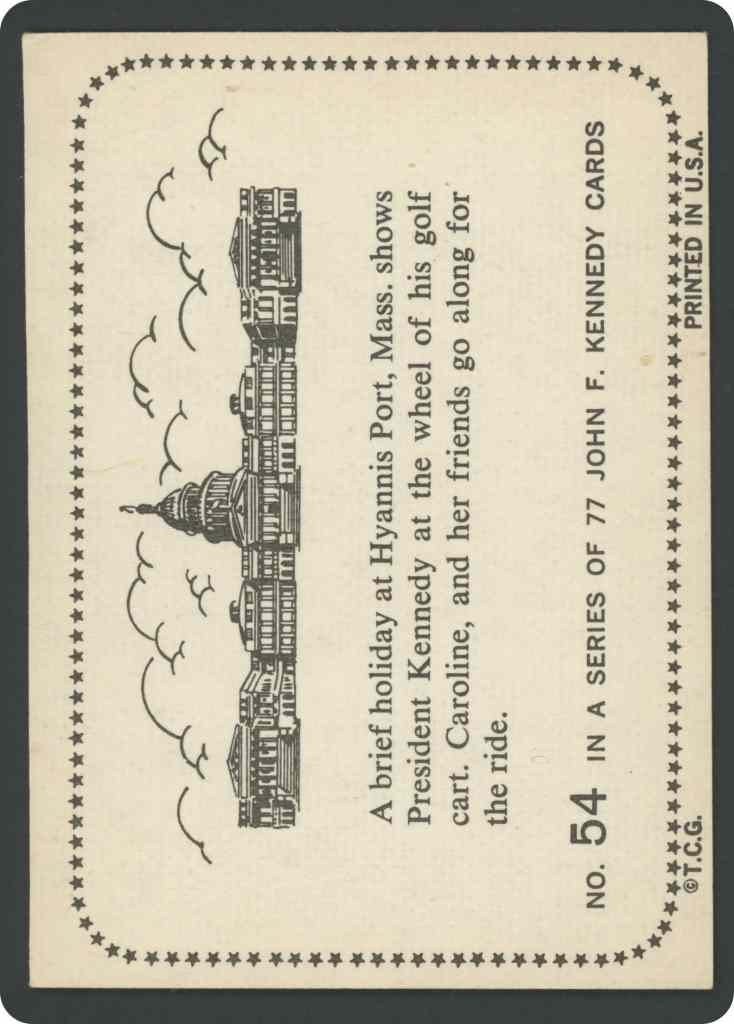 A brief holiday at Hyannis Port, Mass. shows
President Kennedy at the wheel of his golf
cart. Caroline, and her friends go along for
the ride.
NO. 54 IN A SERIES OF 77 JOHN F. KENNEDY CARDS
©T.C.G. PRINTED IN U.S.A.